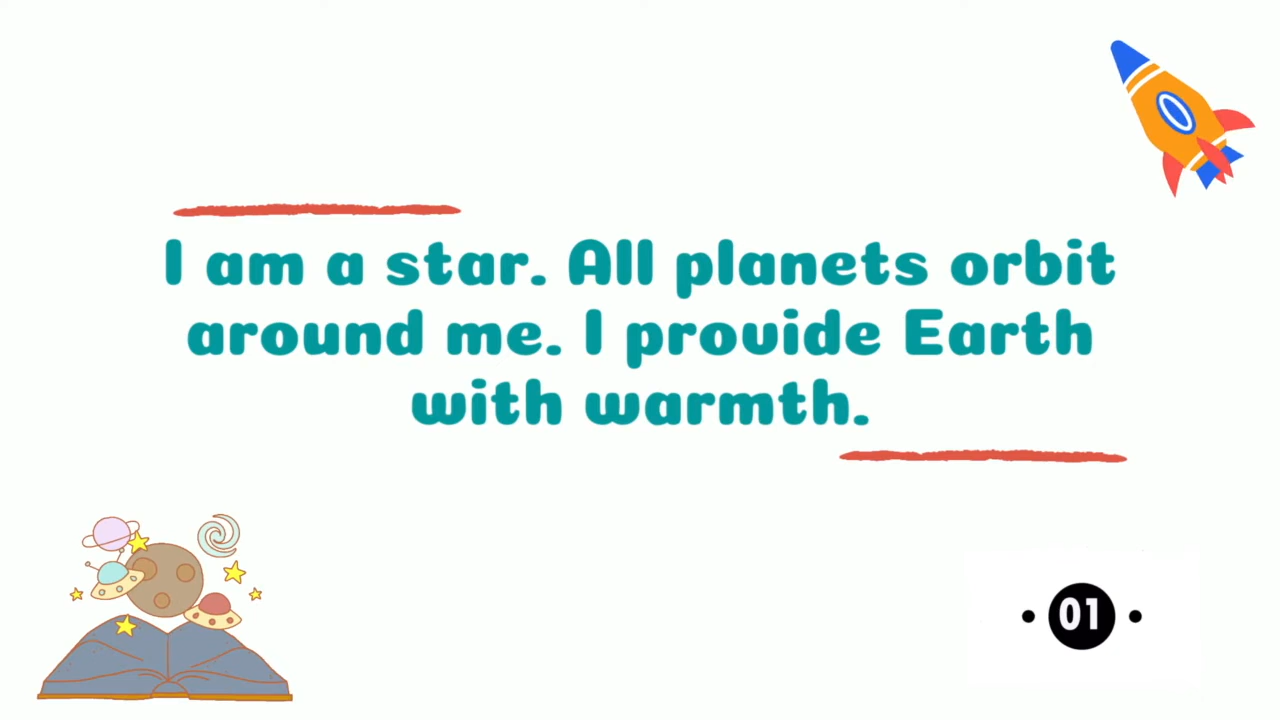 I am a star. All planets orbit
around me. I provide Earth
with warmth.
01